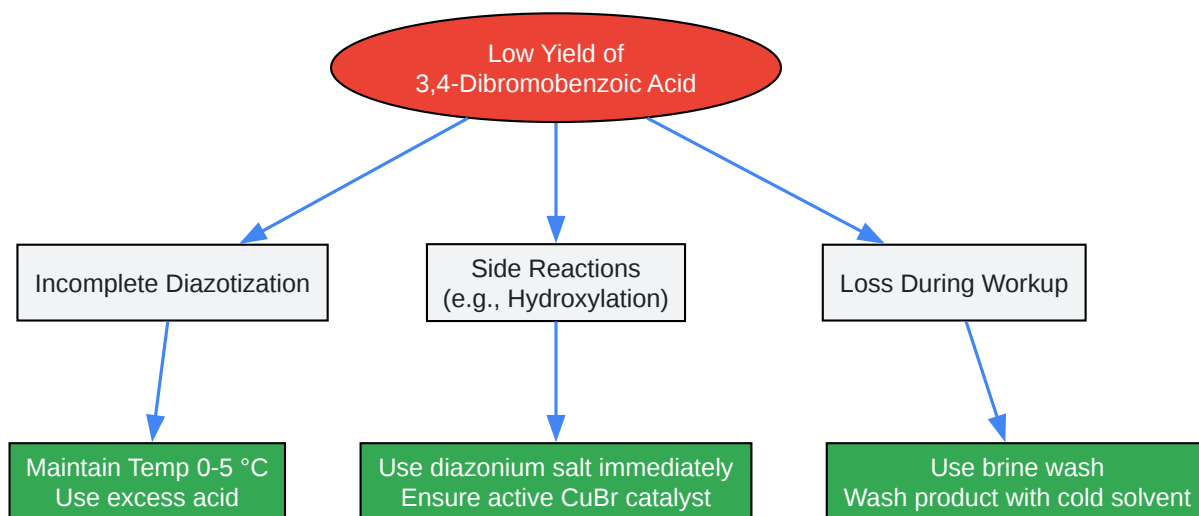 Low Yield of
3,4-Dibromobenzoic Acid
Incomplete Diazotization
Side Reactions
(e.g., Hydroxylation)
Loss During Workup
Maintain Temp 0-5 °C
Use excess acid
Use diazonium salt immediately
Ensure active CuBr catalyst
Use brine wash
Wash product with cold solvent